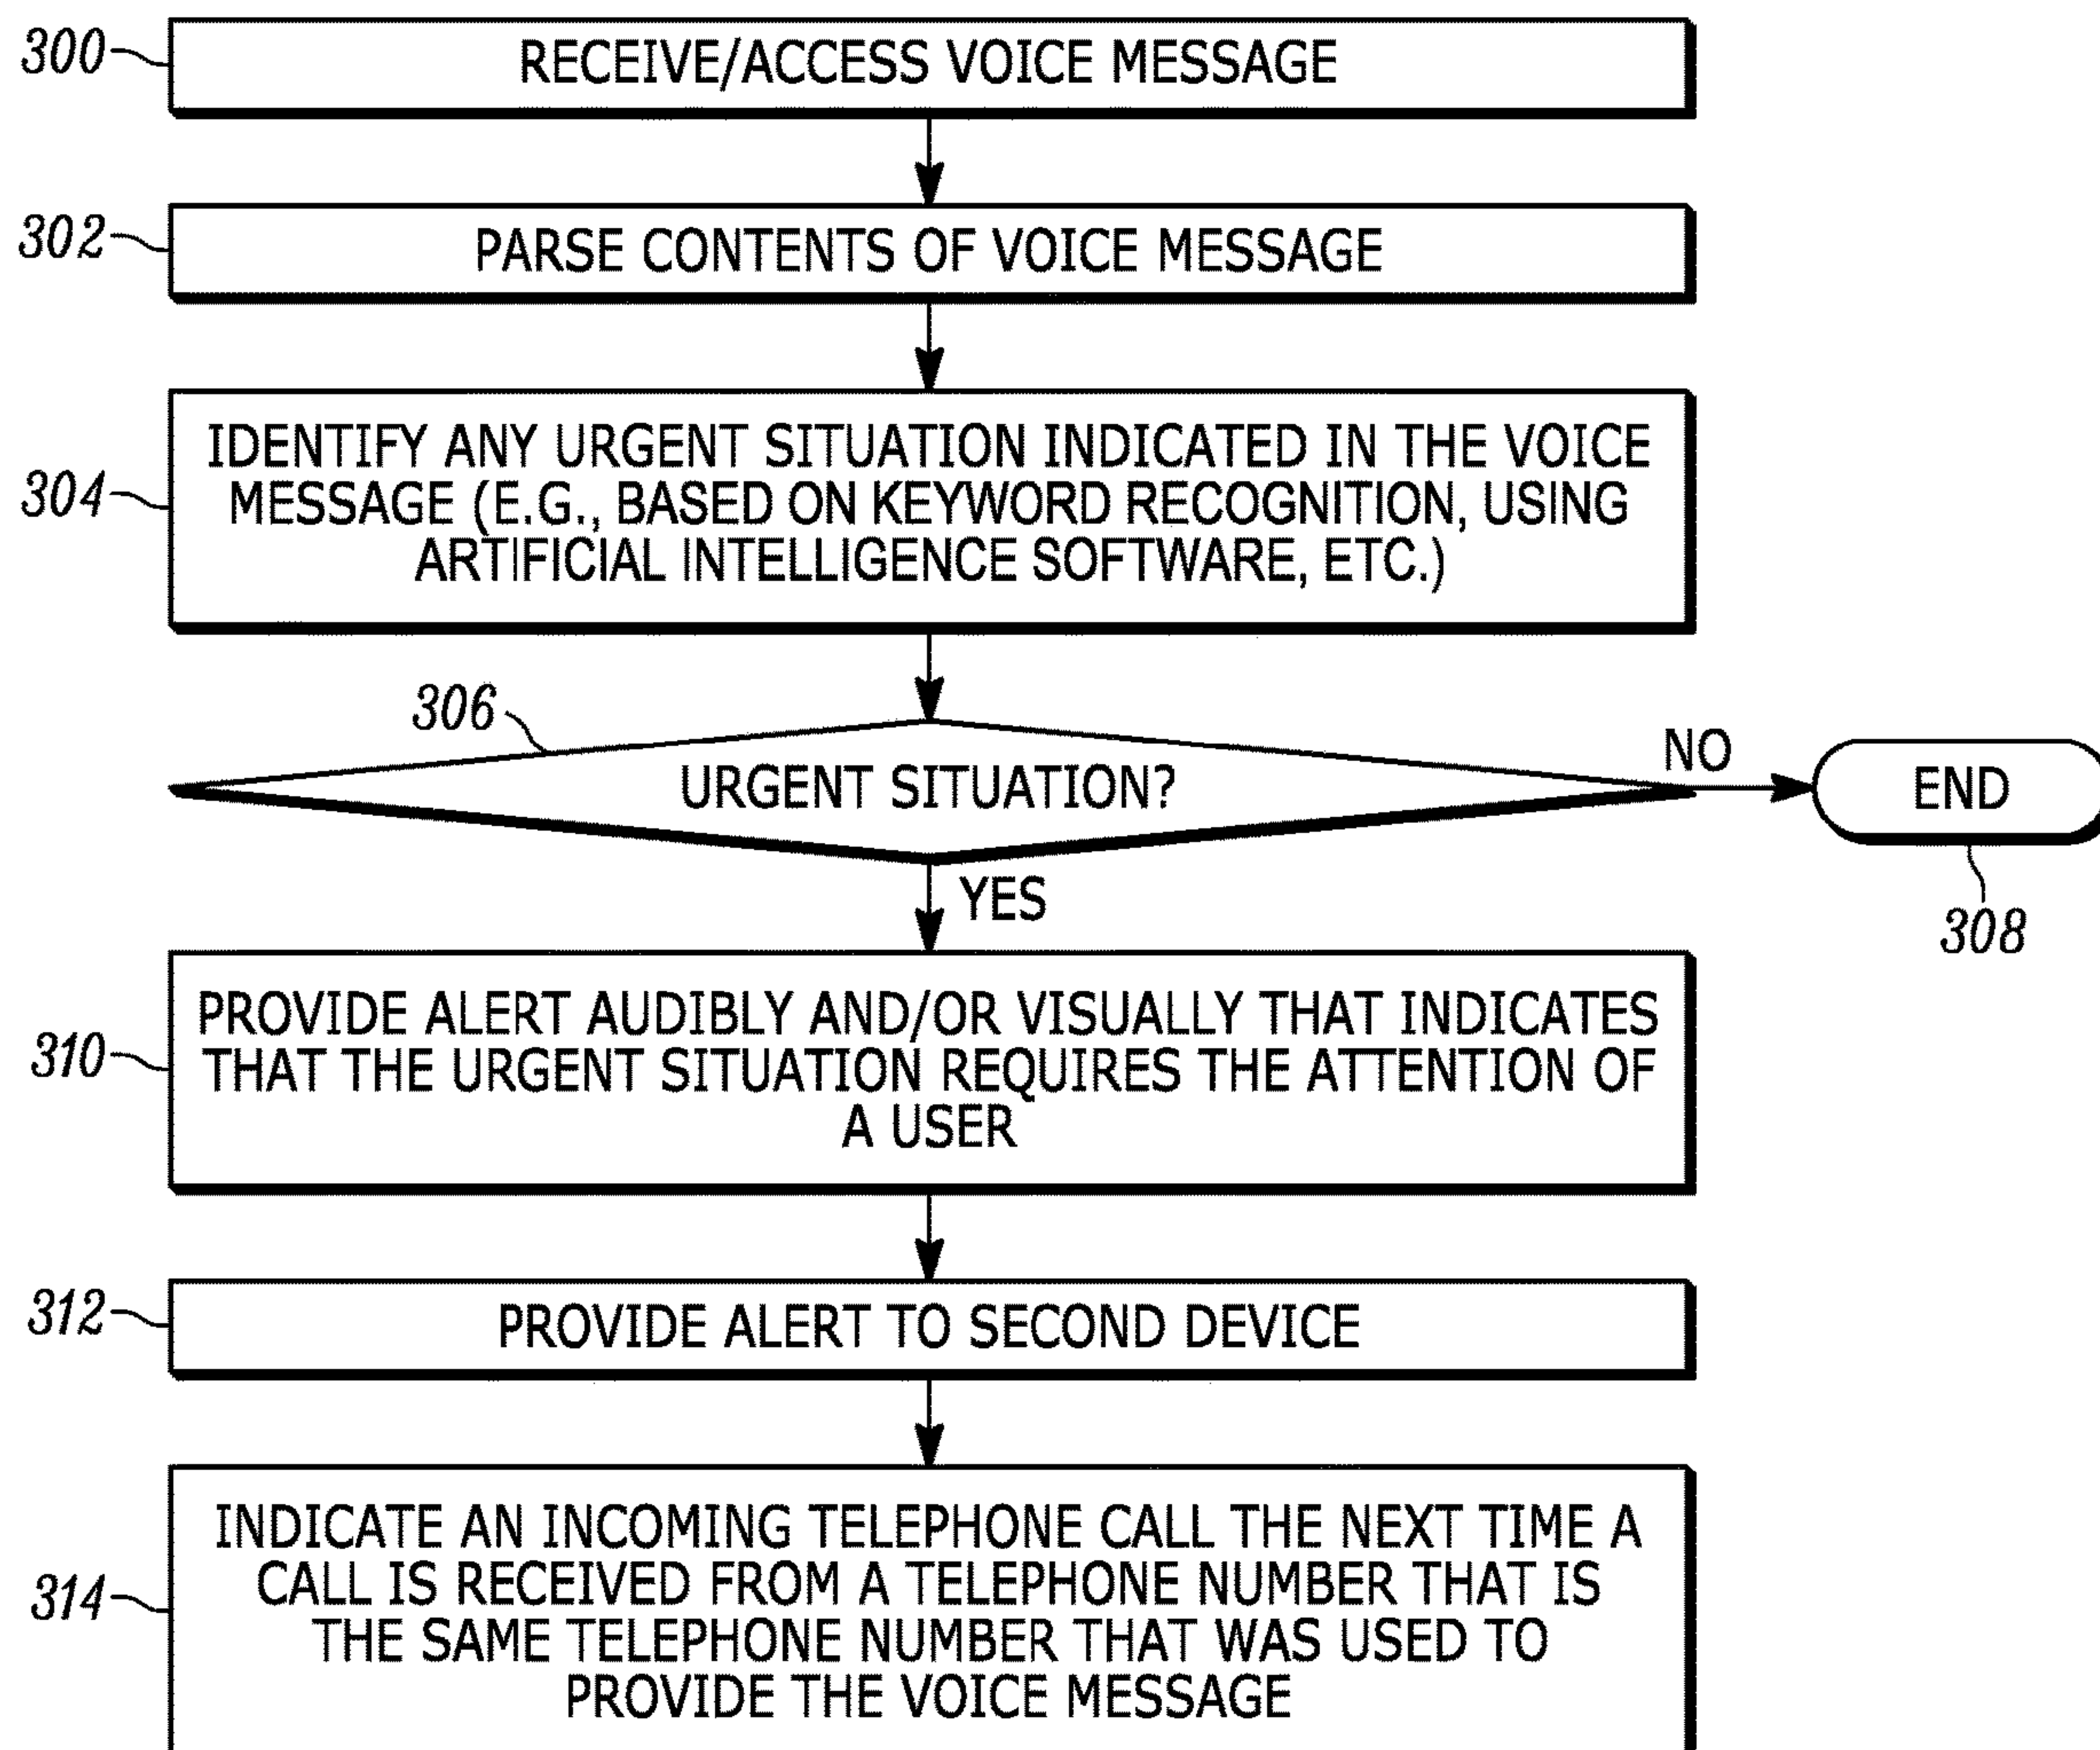 300
RECEIVE/ACCESS VOICE MESSAGE
302
PARSE CONTENTS OF VOICE MESSAGE
304
IDENTIFY ANY URGENT SITUATION INDICATED IN THE VOICE
MESSAGE (E.G., BASED ON KEYWORD RECOGNITION, USING
ARTIFICIAL INTELLIGENCE SOFTWARE, ETC.)
306
URGENT SITUATION?
NO
END
308
YES
310
PROVIDE ALERT AUDIBLY AND/OR VISUALLY THAT INDICATES
THAT THE URGENT SITUATION REQUIRES THE ATTENTION OF
A USER
312
PROVIDE ALERT TO SECOND DEVICE
314
INDICATE AN INCOMING TELEPHONE CALL THE NEXT TIME A
CALL IS RECEIVED FROM A TELEPHONE NUMBER THAT IS
THE SAME TELEPHONE NUMBER THAT WAS USED TO
PROVIDE THE VOICE MESSAGE